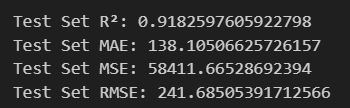 Test Set R²: 0.9182597605922798
Test Set MAE: 138.10506625726157
Test Set MSE: 58411.66528692394
Test Set RMSE: 241.68505391712566